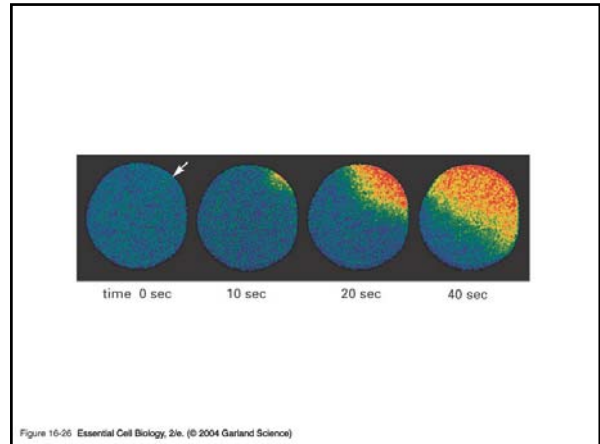 time 0 sec 10 sec 20 sec 40 sec
Figure 16-26 Essential Cell Biology, 2/e. (© 2004 Garland Science)